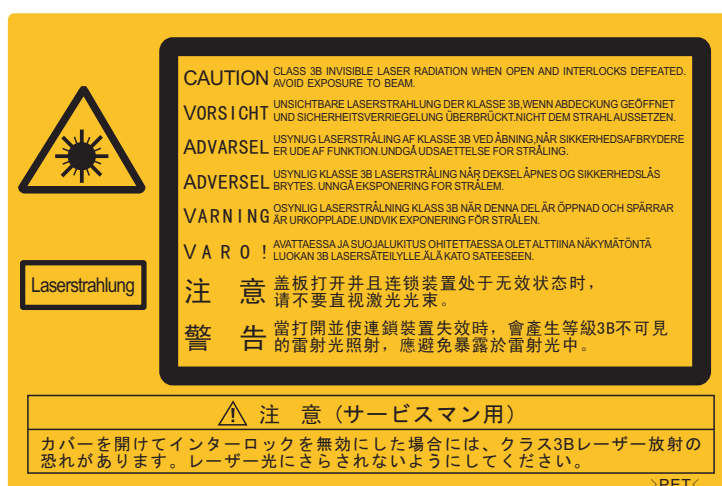 CAUTION CLASS 3B INVISIBLE LASER RADIATION WHEN OPEN AND INTERLOCKS DEFEATED.
AVOID EXPOSURE TO BEAM.
VORSICHT UNSICHTBARE LASERSTRAHLUNG DER KLASSE 3B,WENN ABDECKUNG GEÖFFNET
UND SICHERHEITSVERRIEGELUNG ÜBERBRÜCKT.NICHT DEM STRAHL AUSSETZEN.
ADVARSEL USYNUG LASERSTRÅLING AF KLASSE 3B VED ÅBNING,NÅR SIKKERHEDSAFBRYDERE
ER UDE AF FUNKTION.UNDGÅ UDSAETTELSE FOR STRÅLING.
ADVERSEL USYNLIG KLASSE 3B LASERSTRÅLING NÅR DEKSEL ÅPNES OG SIKKERHEDSLÅS
BRYTES. UNNGÅ EKSPONERING FOR STRÅLEM.
VARNING OSYNLIG LASERSTRÅLNING KLASS 3B NÄR DENNA DEL ÄR ÖPPNAD OCH SPÄRRAR
ÄR URKOPPLADE.UNDVIK EXPONERING FÖR STRÅLEN.
VARO! AVATTAESSA JA SUOJALUKITUS OHITETTAESSA OLET ALTTIINA NÄKYMÄTÖNTÄ
LUOKAN 3B LASERSÄTEILYLLE.ÄLÄ KATO SATEESEEN.
Laserstrahlung
注 意 盖板打开并且连锁装置处于无效状态时，
请不要直视激光光束。
警 告 當打開並使連鎖裝置失效時，會產生等級3B不可見
的雷射光照射，應避免暴露於雷射光中。
注 意（サービスマン用）
カバーを開けてインターロックを無効にした場合には、クラス3Bレーザー放射の
恐れがあります。レーザー光にさらされないようにしてください。
>PET<